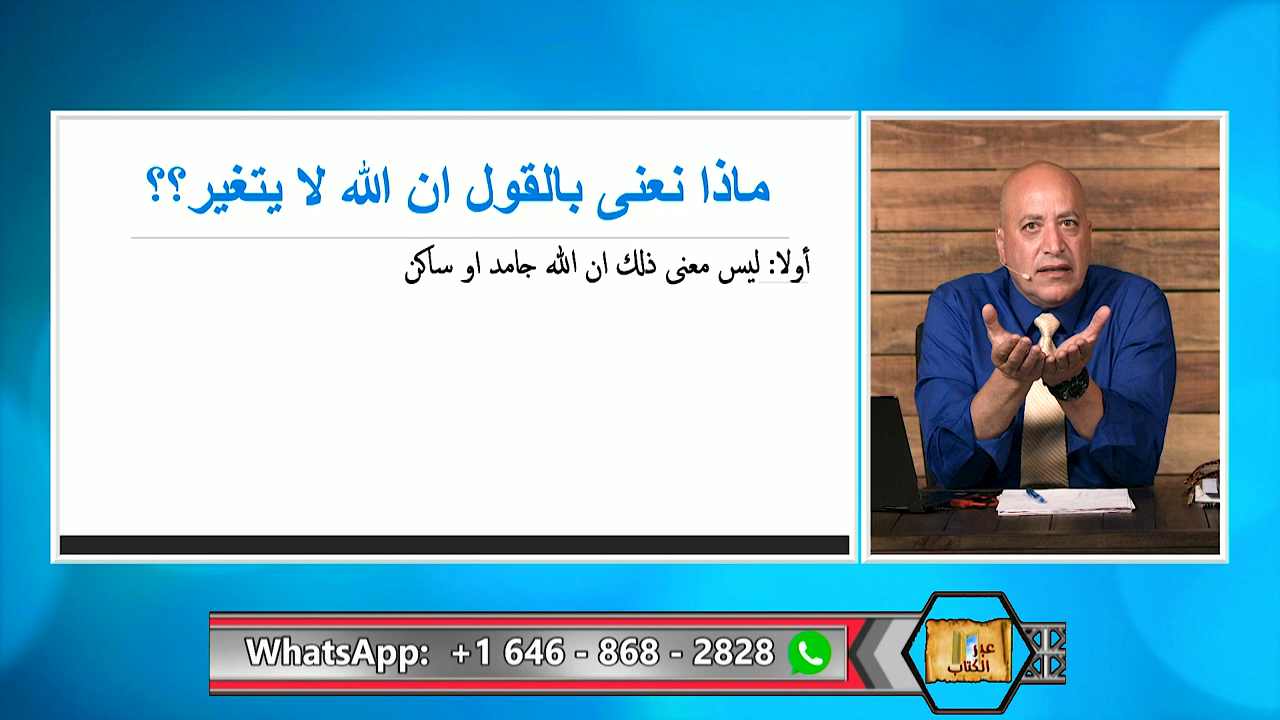 ماذا نعنى بالقول ان الله لا يتغير؟؟
أولا: ليس معنى ذلك ان الله جامد او ساكن
WhatsApp: +1 646 - 868 - 2828
عبر
الكتاب